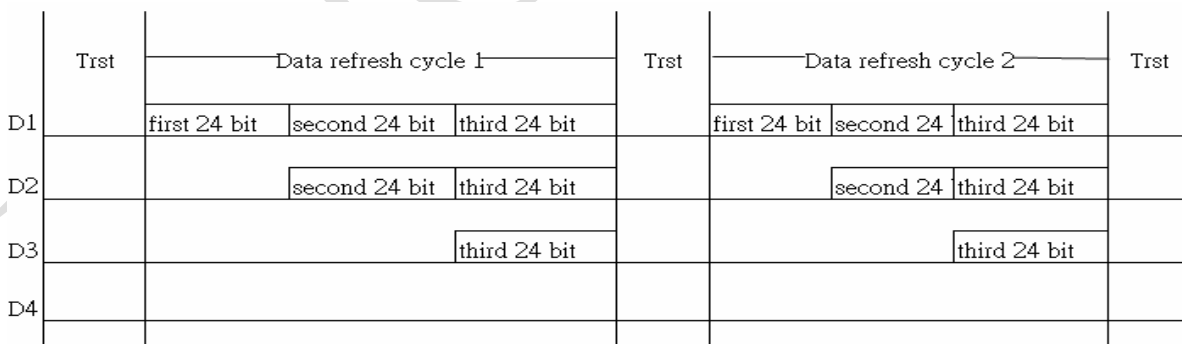 Trst Data refresh cycle 1 Trst Data refresh cycle 2 Trst
D1 first 24 bit second 24 bit third 24 bit first 24 bit second 24 third 24 bit
D2 second 24 bit third 24 bit second 24 third 24 bit
D3 third 24 bit third 24 bit
D4